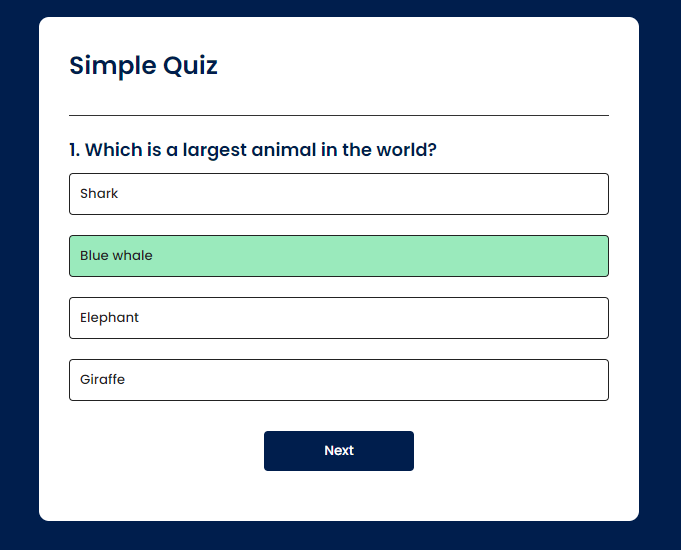 Simple Quiz
1. Which is a largest animal in the world?
Shark
Blue whale
Elephant
Giraffe
Next